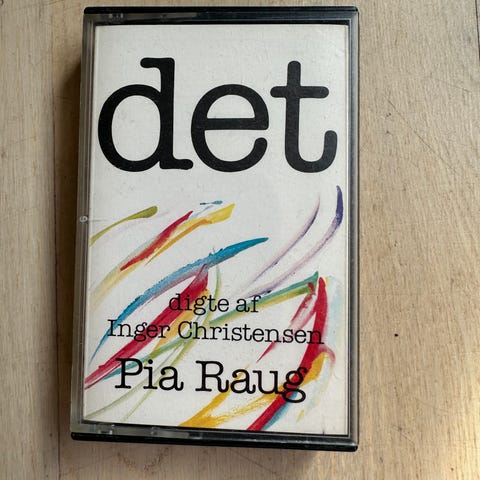 det
digte af
Inger Christensen
Pia Raug